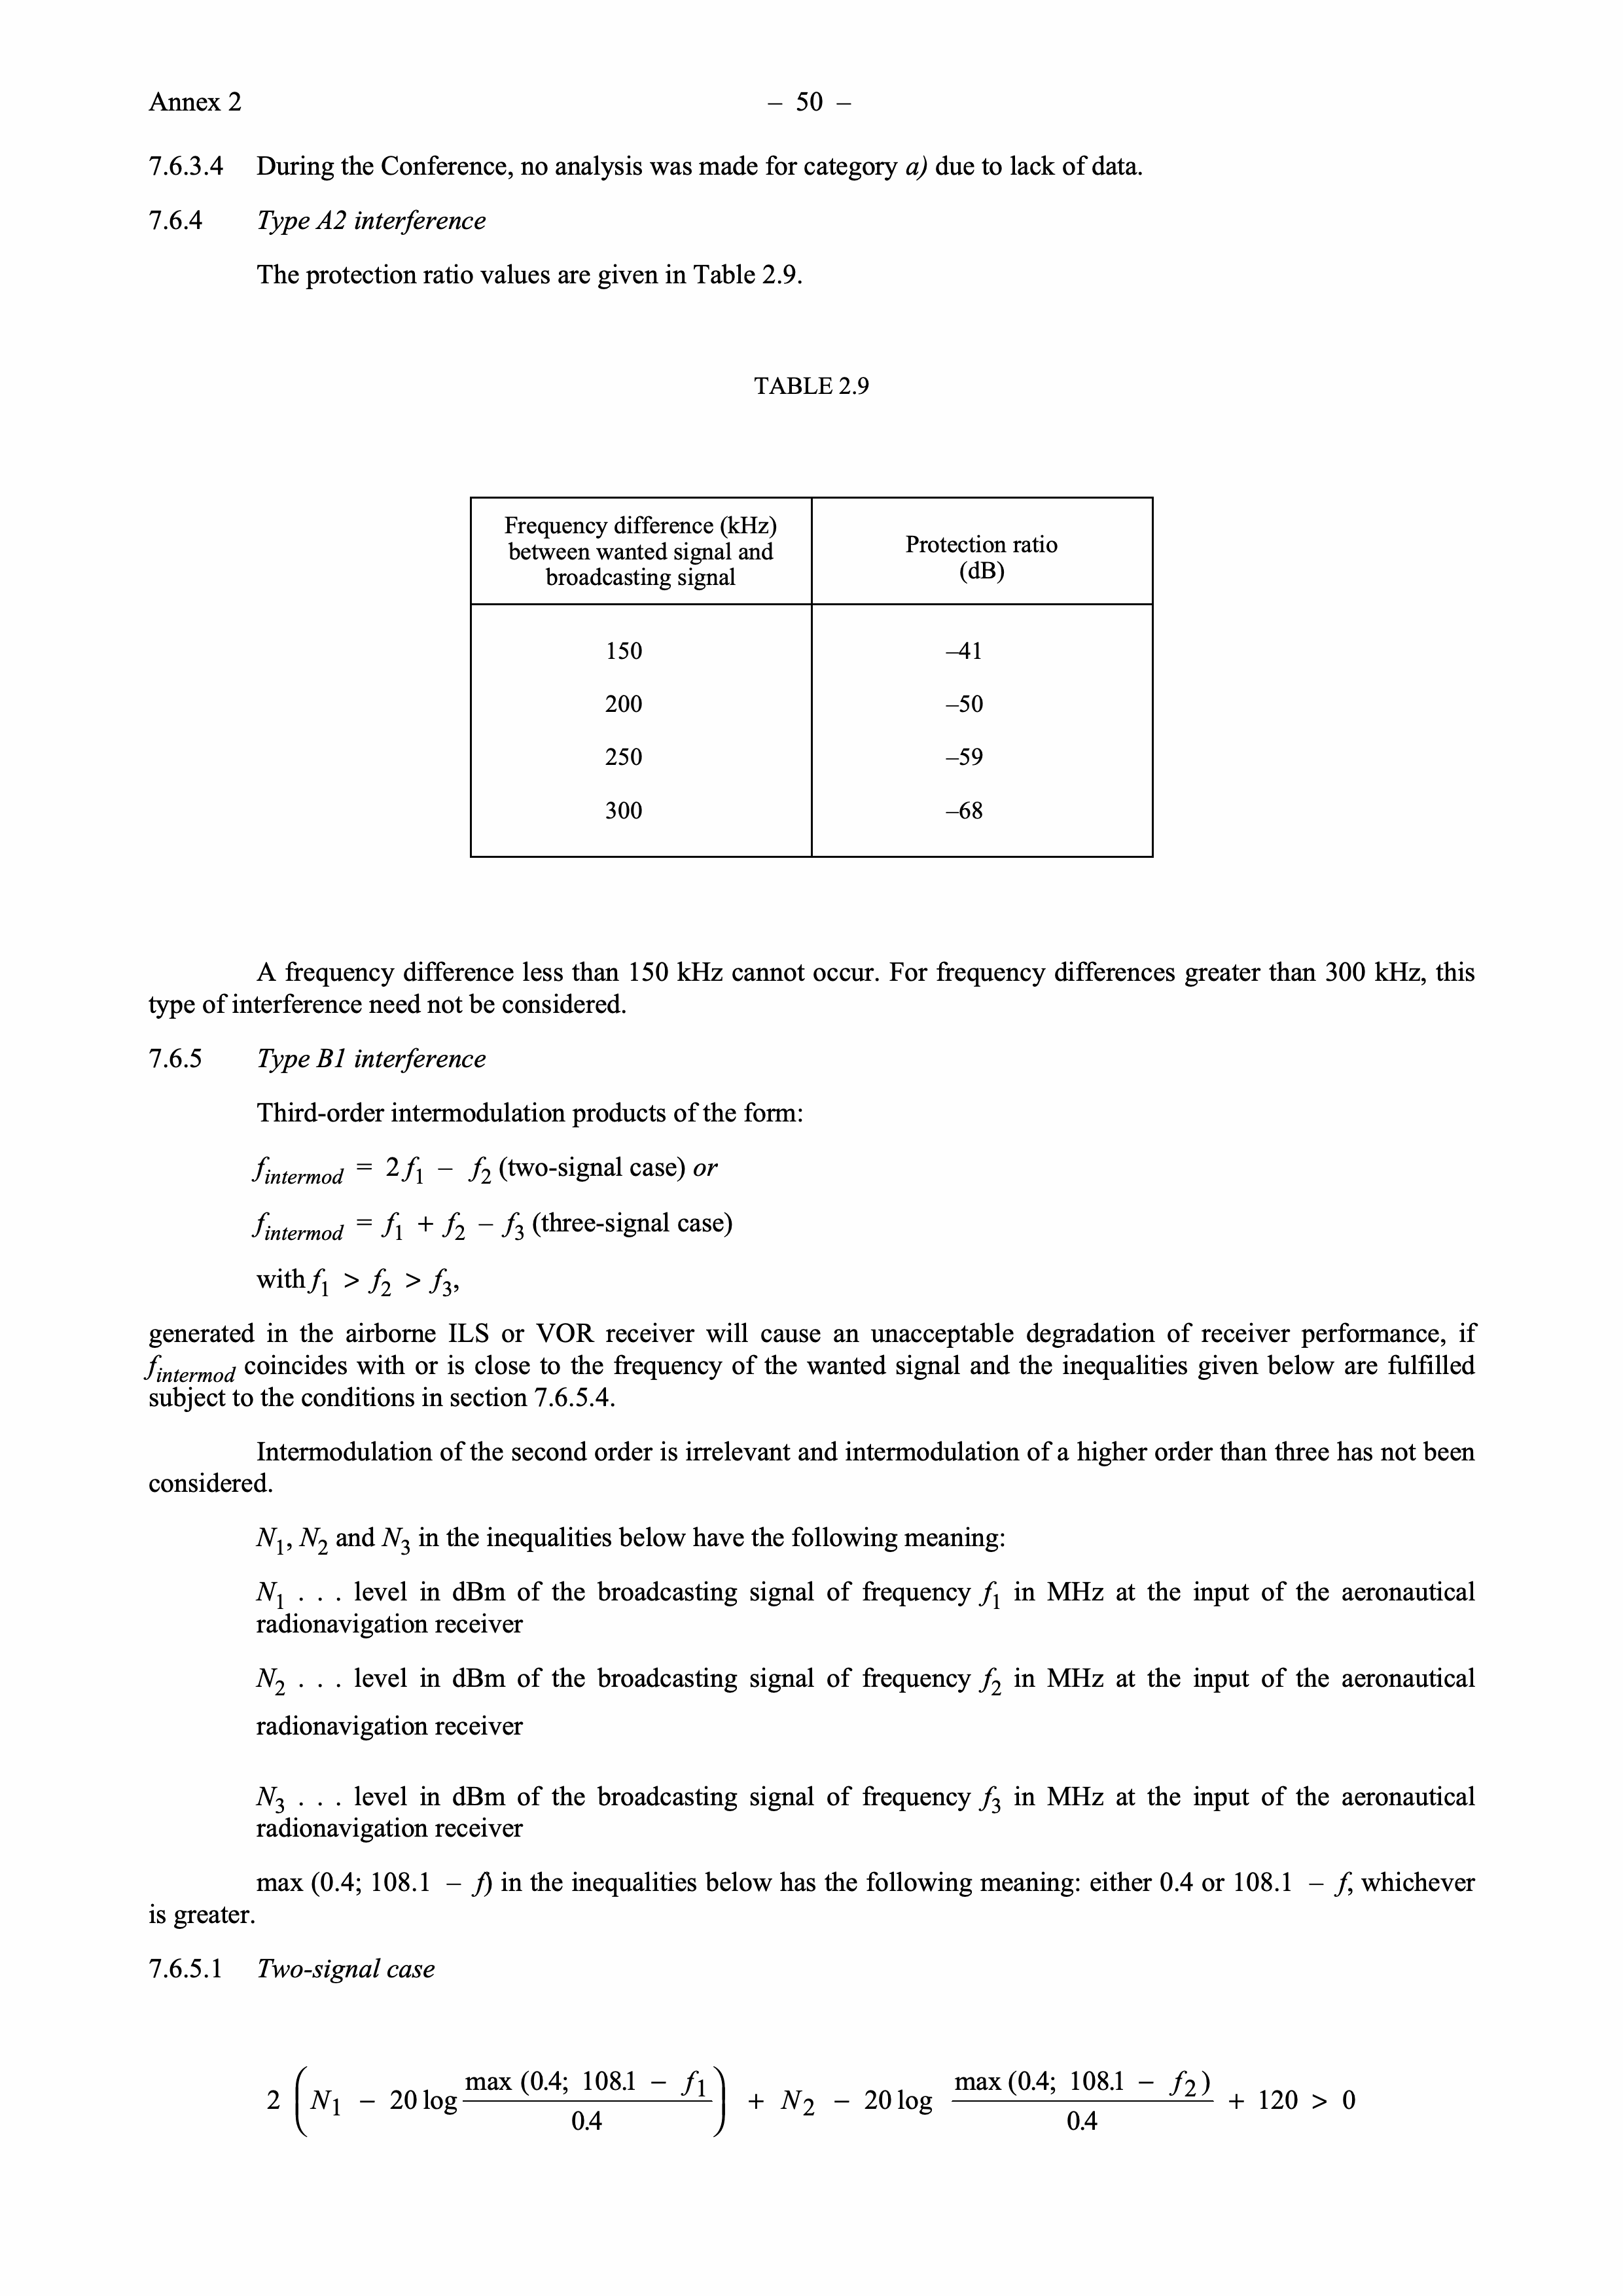 Annex 2
– 50 –
7.6.3.4 During the Conference, no analysis was made for category a) due to lack of data.
7.6.4 Type A2 interference
The protection ratio values are given in Table 2.9.
TABLE 2.9
Frequency difference (kHz)
between wanted signal and
broadcasting signal
Protection ratio
(dB)
150 –41
200 –50
250 –59
300 –68
A frequency difference less than 150 kHz cannot occur. For frequency differences greater than 300 kHz, this
type of interference need not be considered.
7.6.5 Type B1 interference
Third-order intermodulation products of the form:
f_intermod = 2 f_1 – f_2 (two-signal case) or
f_intermod = f_1 + f_2 – f_3 (three-signal case)
with f_1 > f_2 > f_3,
generated in the airborne ILS or VOR receiver will cause an unacceptable degradation of receiver performance, if
f_intermod coincides with or is close to the frequency of the wanted signal and the inequalities given below are fulfilled
subject to the conditions in section 7.6.5.4.
Intermodulation of the second order is irrelevant and intermodulation of a higher order than three has not been
considered.
N_1, N_2 and N_3 in the inequalities below have the following meaning:
N_1 . . . level in dBm of the broadcasting signal of frequency f_1 in MHz at the input of the aeronautical
radionavigation receiver
N_2 . . . level in dBm of the broadcasting signal of frequency f_2 in MHz at the input of the aeronautical
radionavigation receiver
N_3 . . . level in dBm of the broadcasting signal of frequency f_3 in MHz at the input of the aeronautical
radionavigation receiver
max (0.4; 108.1 – f) in the inequalities below has the following meaning: either 0.4 or 108.1 – f, whichever
is greater.
7.6.5.1 Two-signal case
2 ( N_1 – 20 log max (0.4; 108.1 – f_1) / 0.4 ) + N_2 – 20 log max (0.4; 108.1 – f_2) / 0.4 + 120 > 0